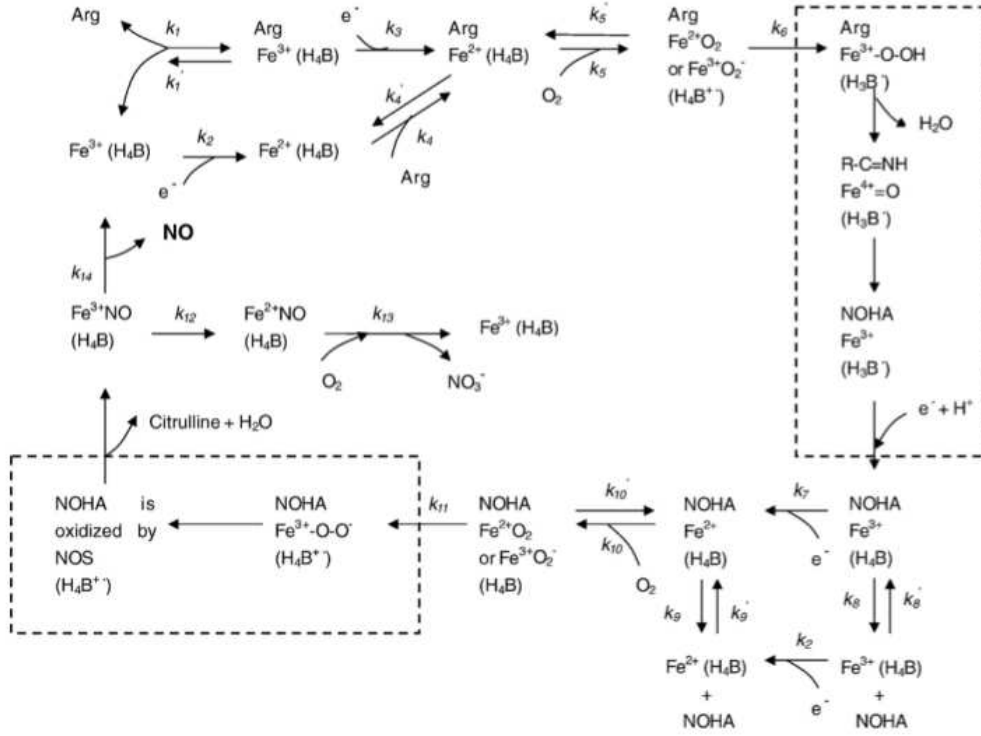 Arg
k1
k1'
Arg
Fe3+ (H4B)
e-
k3
Arg
Fe2+ (H4B)
k5'
k5
O2
Arg
Fe2+O2
or Fe3+O2-
(H4B+·)
k6
Arg
Fe3+-O-OH
(H3B·)
H2O
R-C=NH
Fe4+=O
(H3B·)
NOHA
Fe3+
(H3B·)
e- + H+
Fe3+ (H4B)
k2
e-
Fe2+ (H4B)
k4'
k4
Arg
NO
k14
Fe3+NO
(H4B)
k12
Fe2+NO
(H4B)
k13
O2
NO3-
Fe3+ (H4B)
Citrulline + H2O
NOHA is
oxidized by
NOS
(H4B+·)
NOHA
Fe3+-O-O-
(H4B+·)
k11
NOHA
Fe2+O2
or Fe3+O2-
(H4B)
k10'
k10
O2
NOHA
Fe2+
(H4B)
k7
e-
NOHA
Fe3+
(H4B)
k9
k9'
k8
k8'
Fe2+ (H4B)
+
NOHA
k2
e-
Fe3+ (H4B)
+
NOHA